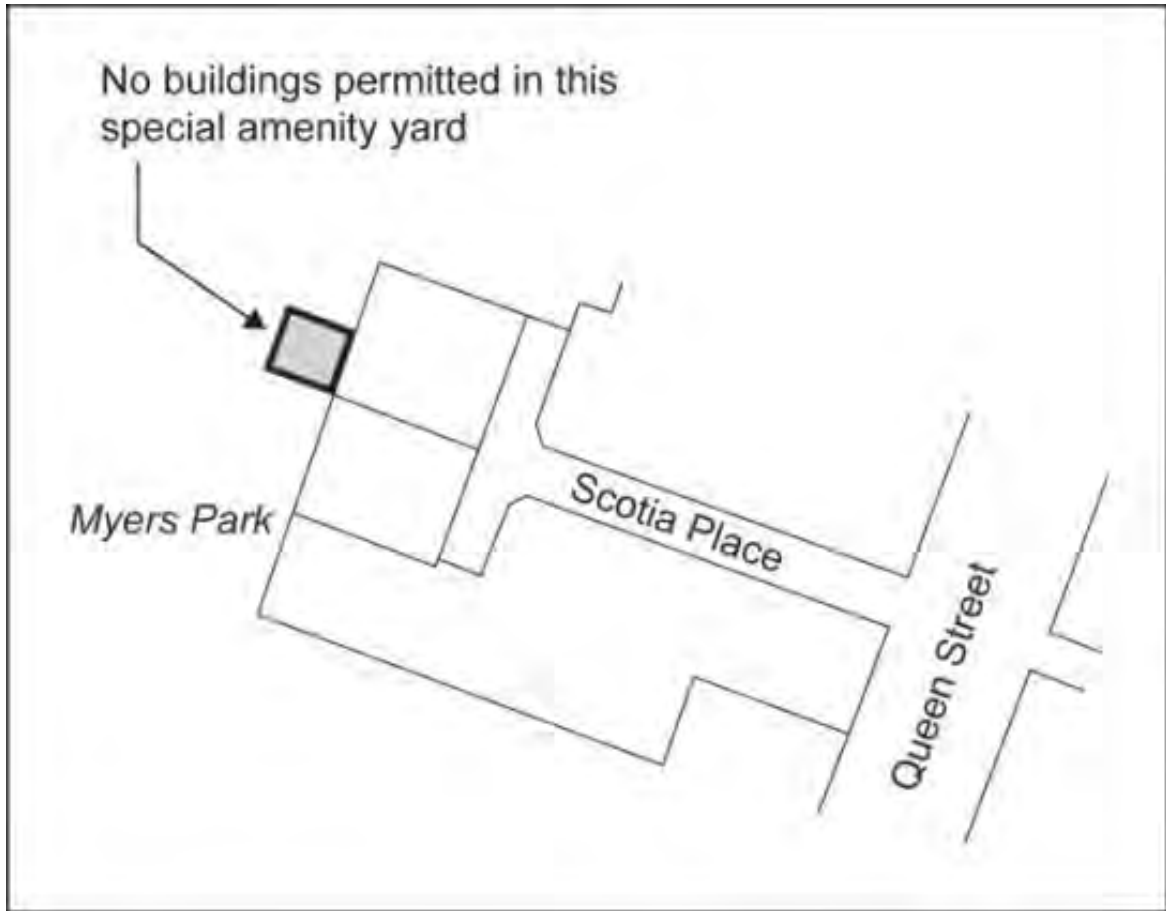 No buildings permitted in this
special amenity yard
Myers Park
Scotia Place
Queen Street